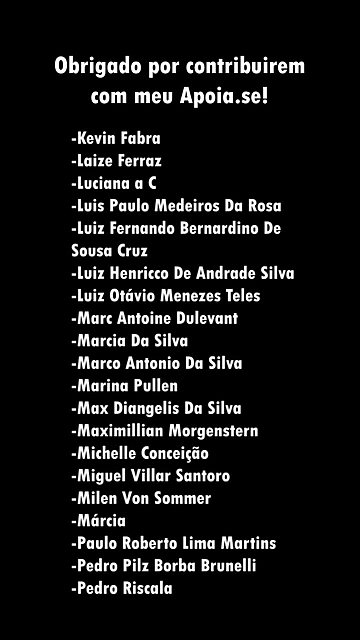 Obrigado por contribuirem
com meu Apoia.se!
-Kevin Fabra
-Laize Ferraz
-Luciana a C
-Luis Paulo Medeiros Da Rosa
-Luiz Fernando Bernardino De
Sousa Cruz
-Luiz Henricco De Andrade Silva
-Luiz Otávio Menezes Teles
-Marc Antoine Dulevant
-Marcia Da Silva
-Marco Antonio Da Silva
-Marina Pullen
-Max Diangelis Da Silva
-Maximillian Morgenstern
-Michelle Conceição
-Miguel Villar Santoro
-Milen Von Sommer
-Márcia
-Paulo Roberto Lima Martins
-Pedro Pilz Borba Brunelli
-Pedro Riscala